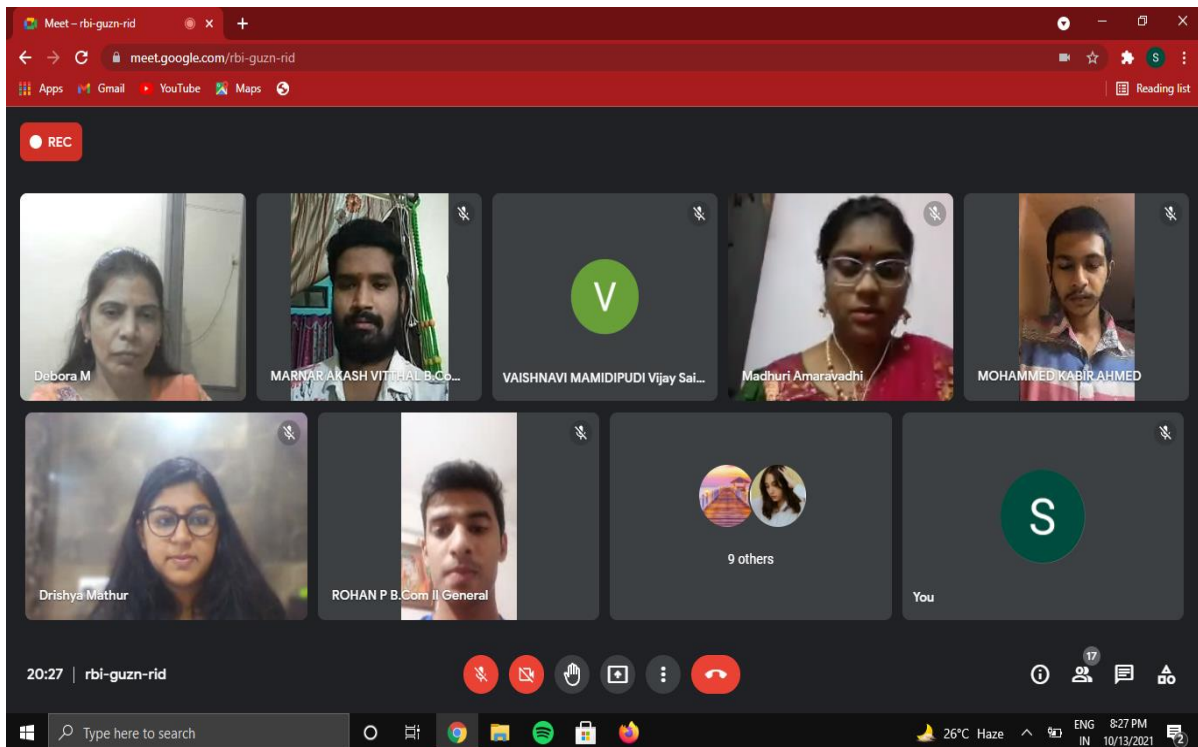 Meet – rbi-guzn-rid
meet.google.com/rbi-guzn-rid
S
Apps Gmail YouTube Maps
Reading list
REC
Debora M
MARNAR AKASH VITTHAL B.Co...
V
VAISHNAVI MAMIDIPUDI Vijay Sai...
Madhuri Amaravadhi
MOHAMMED KABIR AHMED
Drishya Mathur
ROHAN P B.Com II General
9 others
S
You
20:27 | rbi-guzn-rid
17
Type here to search
26°C Haze
ENG
IN
8:27 PM
10/13/2021
2